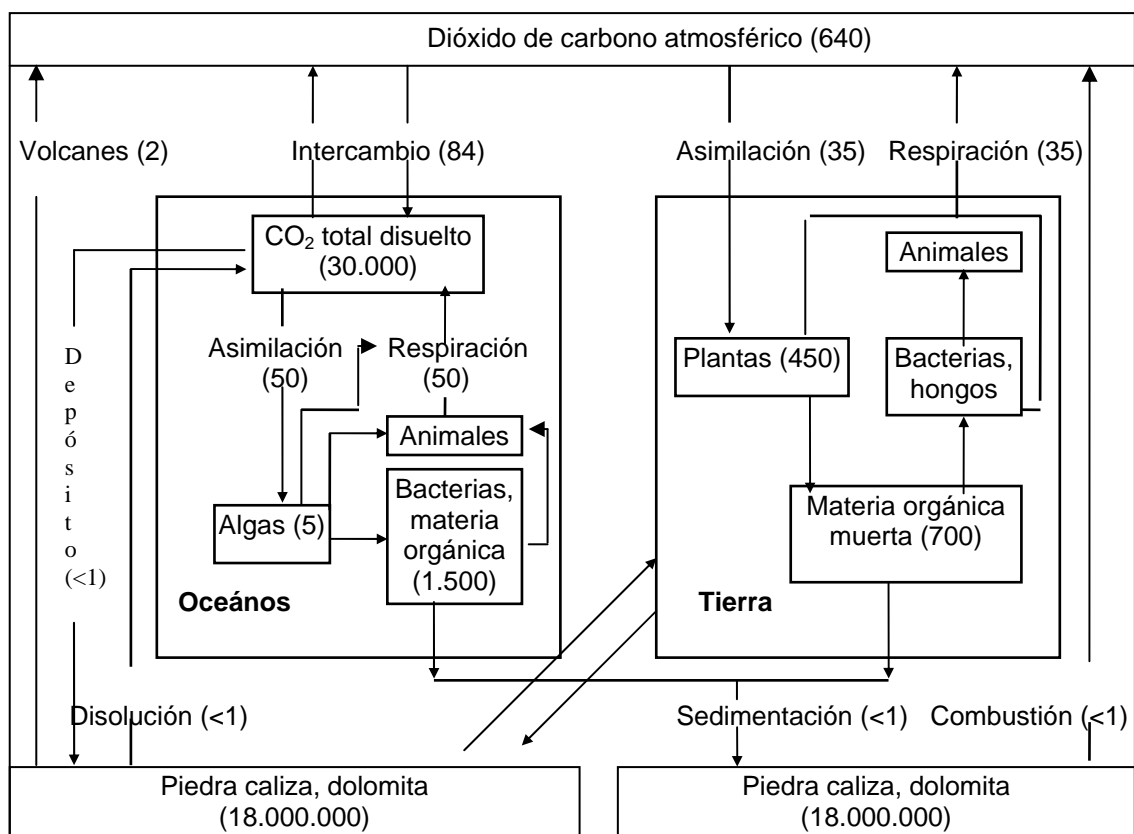 Dióxido de carbono atmosférico (640)
Volcanes (2)
Intercambio (84)
Asimilación (35)
Respiración (35)
CO₂ total disuelto
(30.000)
Animales
Depósito
(<1)
Asimilación
(50)
Respiración
(50)
Plantas (450)
Bacterias,
hongos
Animales
Algas (5)
Bacterias,
materia
orgánica
(1.500)
Materia orgánica
muerta (700)
Oceános
Tierra
Disolución (<1)
Sedimentación (<1)
Combustión (<1)
Piedra caliza, dolomita
(18.000.000)
Piedra caliza, dolomita
(18.000.000)